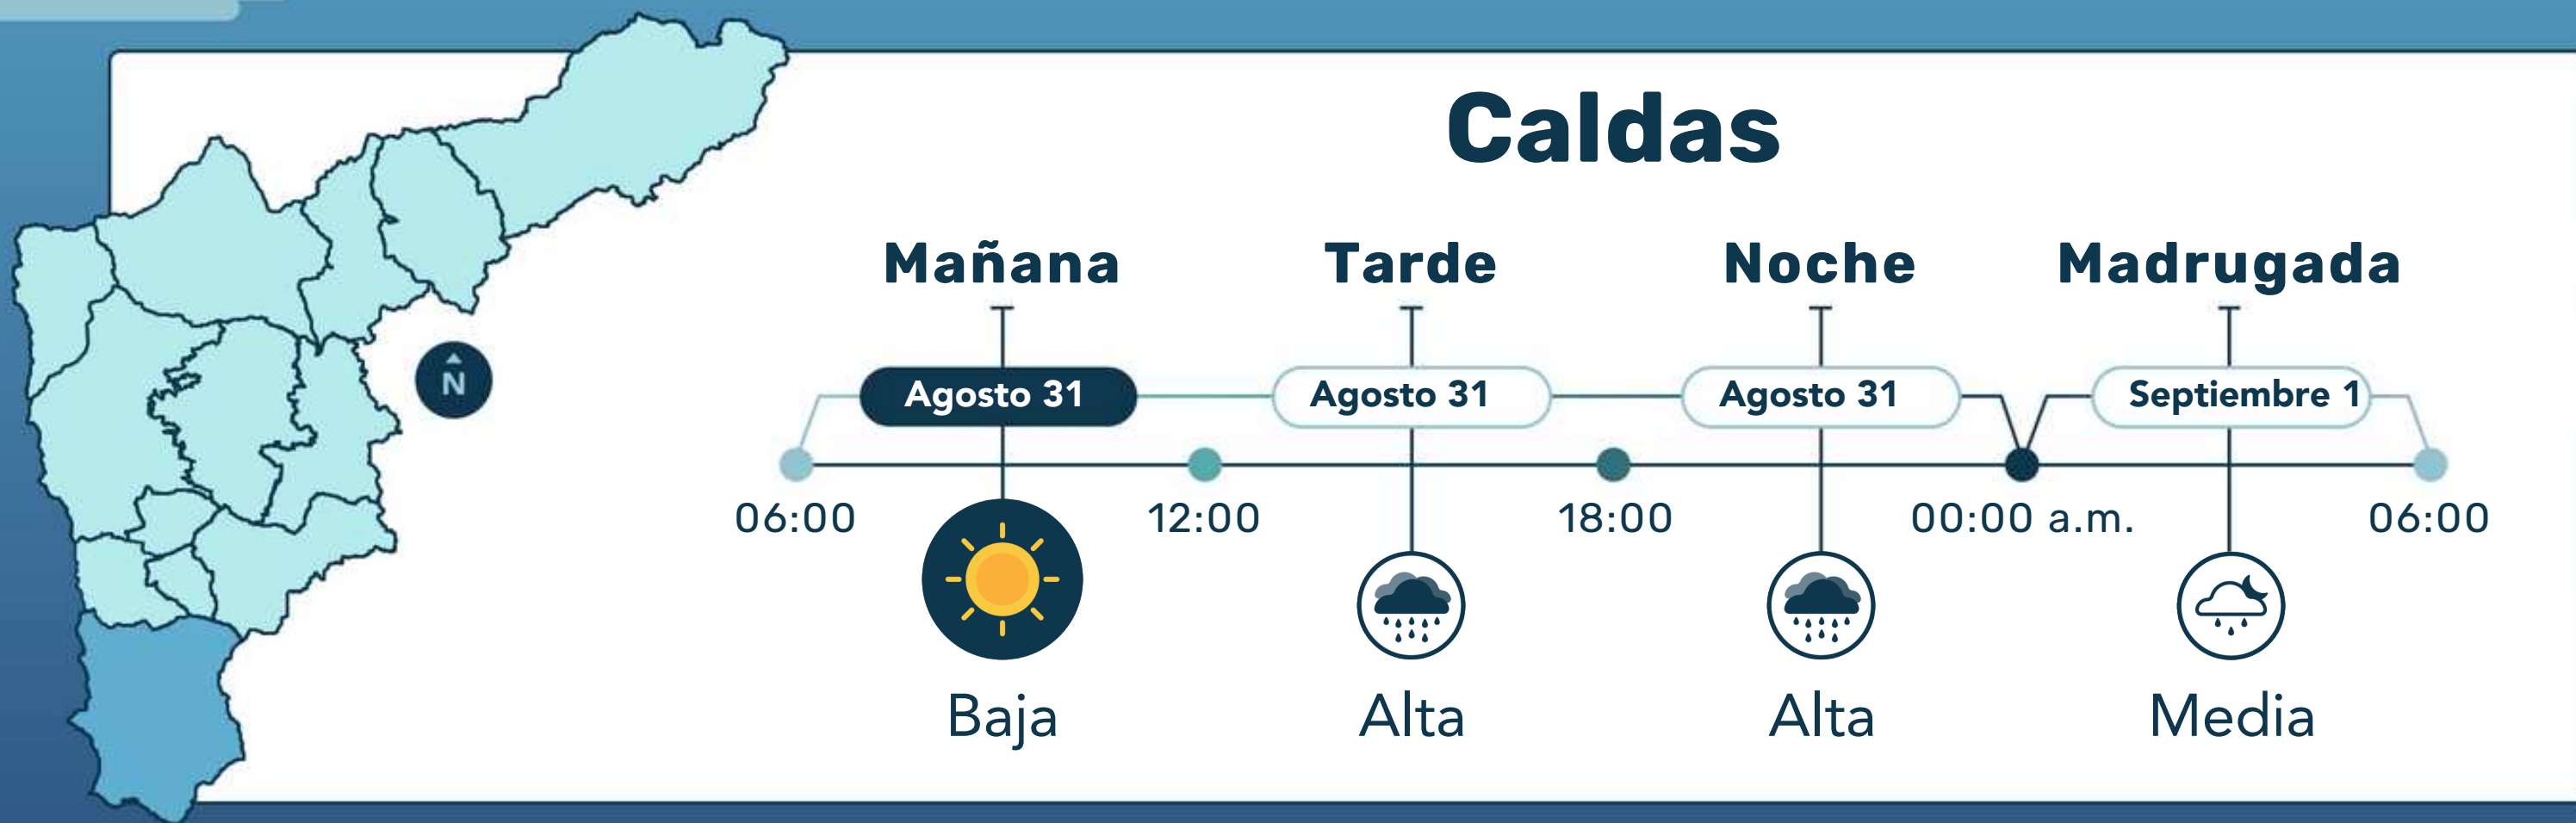 Caldas
Mañana Tarde Noche Madrugada
N
Agosto 31 Agosto 31 Agosto 31 Septiembre 1
06:00 12:00 18:00 00:00 a.m. 06:00
Baja Alta Alta Media